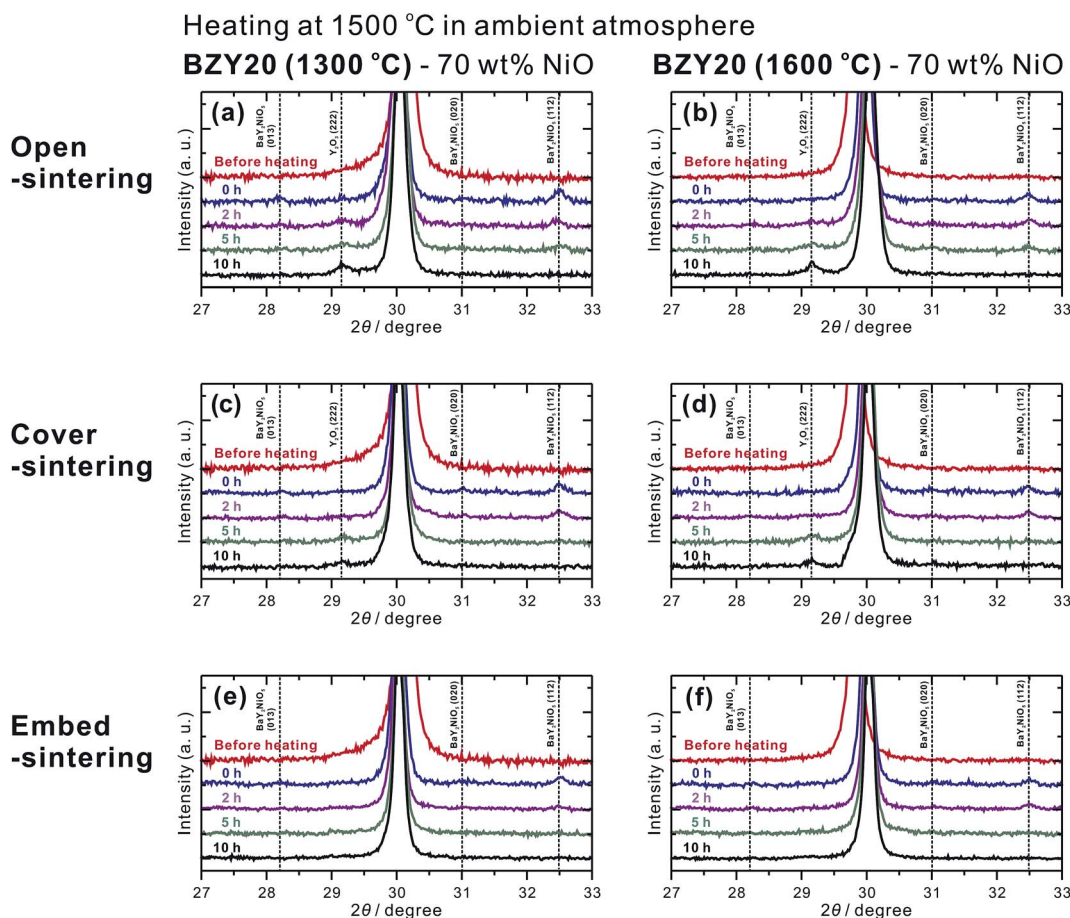 Heating at 1500 °C in ambient atmosphere
BZY20 (1300 °C) - 70 wt% NiO
BZY20 (1600 °C) - 70 wt% NiO
Open
-sintering
(a)
BaY₂NiO₅
(013)
Y₂O₃ (222)
BaY₂NiO₅ (020)
BaY₂NiO₅ (112)
Before heating
0 h
2 h
5 h
10 h
Intensity (a. u.)
27 28 29 30 31 32 33
2θ / degree
(b)
BaY₂NiO₅
(013)
Y₂O₃ (222)
BaY₂NiO₅ (020)
BaY₂NiO₅ (112)
Before heating
0 h
2 h
5 h
10 h
Intensity (a. u.)
27 28 29 30 31 32 33
2θ / degree
Cover
-sintering
(c)
BaY₂NiO₅
(013)
Y₂O₃ (222)
BaY₂NiO₅ (020)
BaY₂NiO₅ (112)
Before heating
0 h
2 h
5 h
10 h
Intensity (a. u.)
27 28 29 30 31 32 33
2θ / degree
(d)
BaY₂NiO₅
(013)
Y₂O₃ (222)
BaY₂NiO₅ (020)
BaY₂NiO₅ (112)
Before heating
0 h
2 h
5 h
10 h
Intensity (a. u.)
27 28 29 30 31 32 33
2θ / degree
Embed
-sintering
(e)
BaY₂NiO₅
(013)
BaY₂NiO₅ (020)
BaY₂NiO₅ (112)
Before heating
0 h
2 h
5 h
10 h
Intensity (a. u.)
27 28 29 30 31 32 33
2θ / degree
(f)
BaY₂NiO₅
(013)
BaY₂NiO₅ (020)
BaY₂NiO₅ (112)
Before heating
0 h
2 h
5 h
10 h
Intensity (a. u.)
27 28 29 30 31 32 33
2θ / degree